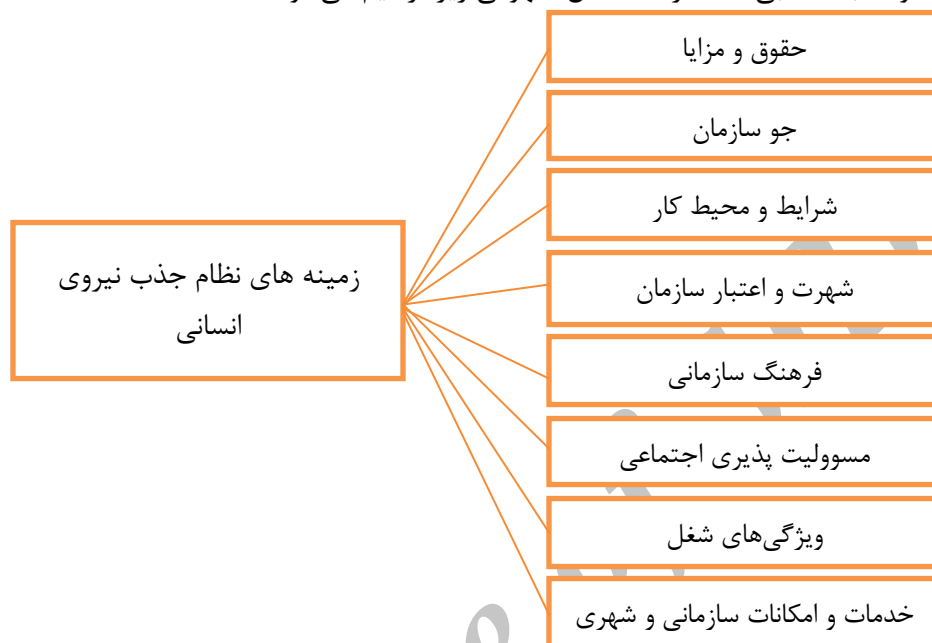 حقوق و مزایا
جو سازمان
شرایط و محیط کار
شهرت و اعتبار سازمان
زمینه های نظام جذب نیروی
انسانی
فرهنگ سازمانی
مسوولیت پذیری اجتماعی
ویژگی‌های شغل
خدمات و امکانات سازمانی و شهری